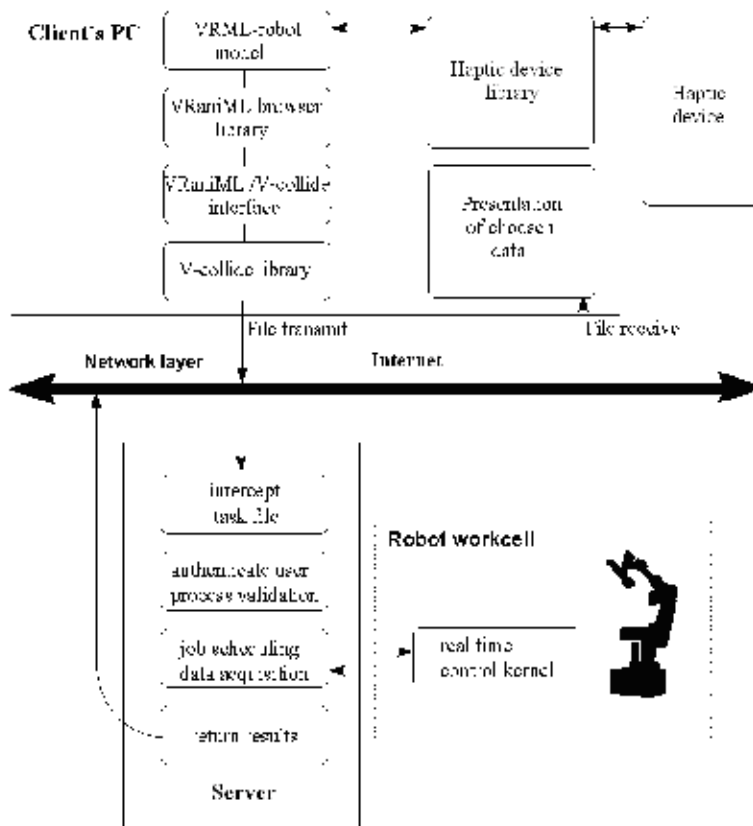 Client's PC
VRML-robot
model
VRaniML browser
library
VRaniML /V-collide
interface
V-collide library
Haptic device
library
Presentation
of choosen
data
Haptic
device
File transmit
File receive
Network layer
Internet
intercept
task file
authenticate user
process validation
job scheduling
data acquisition
return results
Server
Robot workcell
real time
control kernel